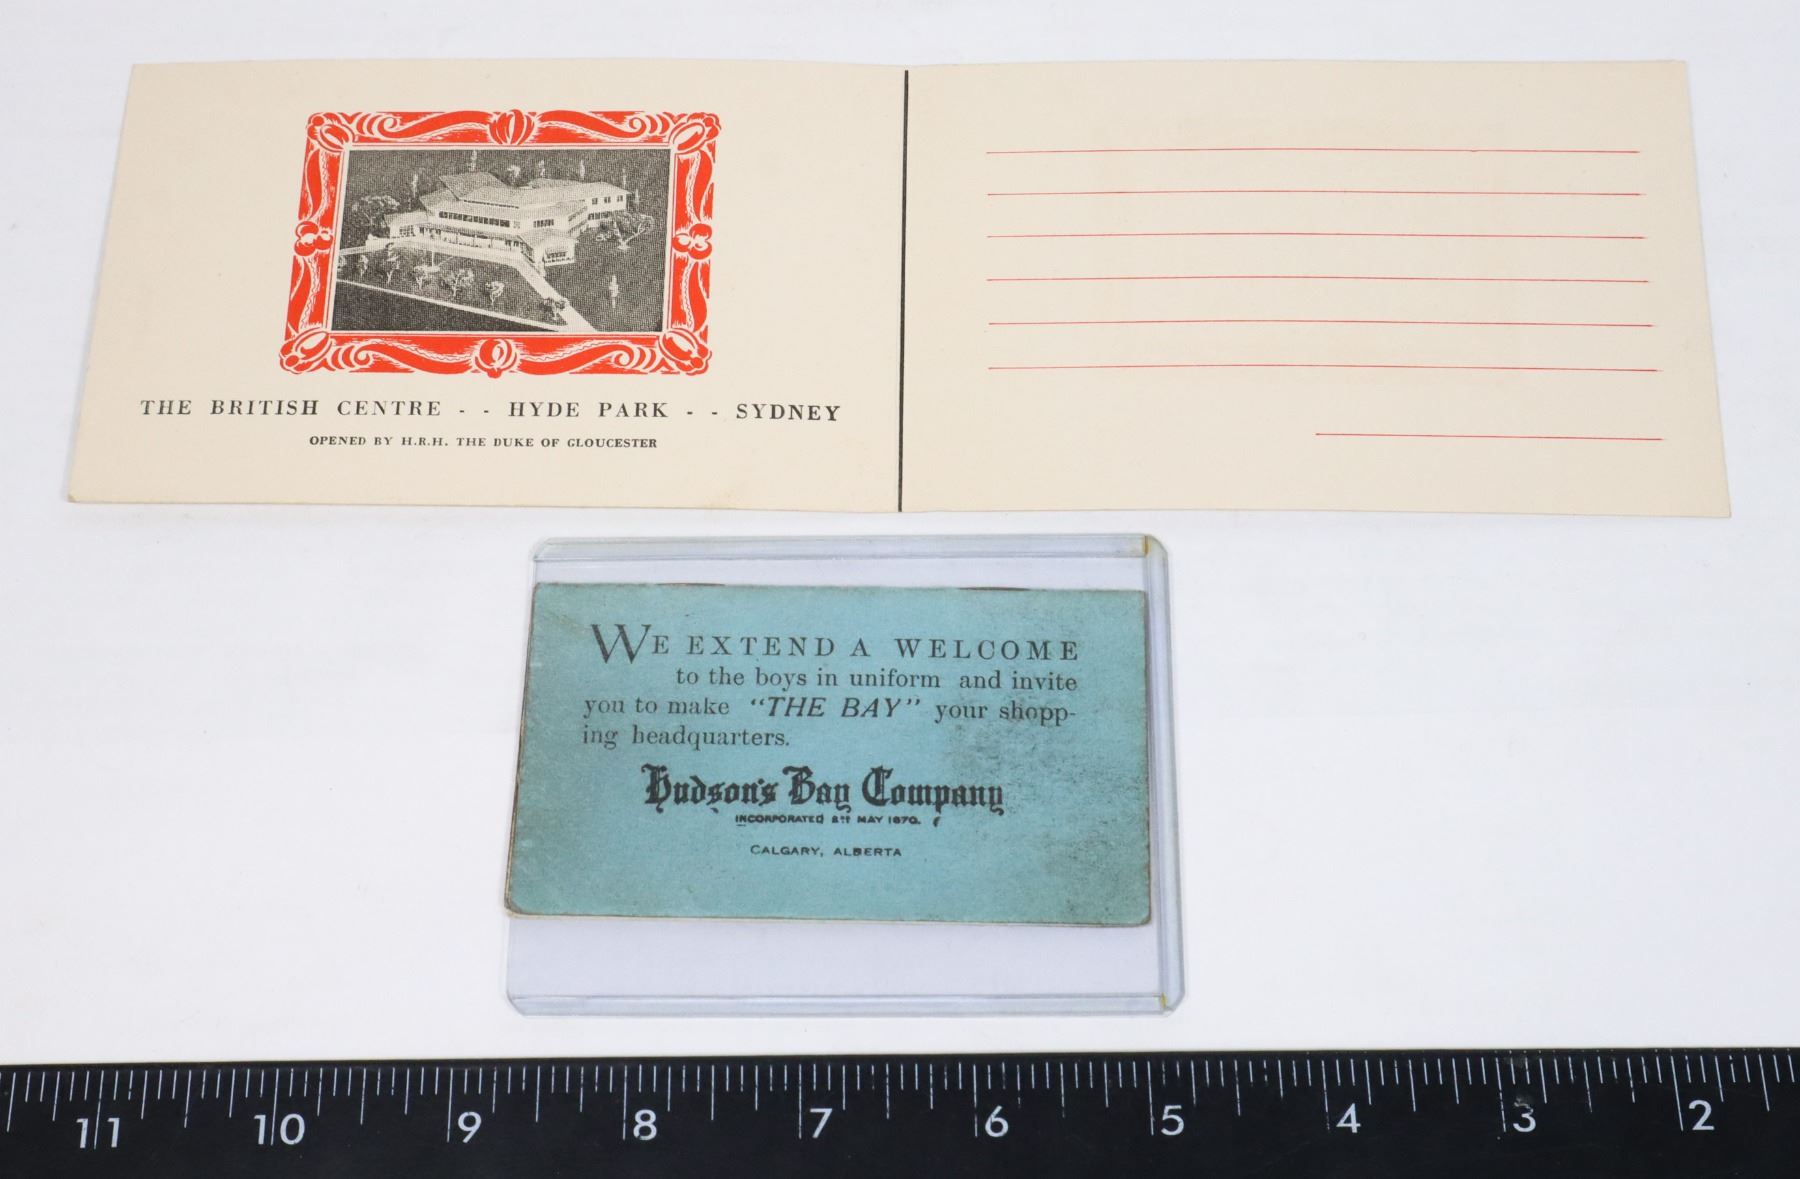 THE BRITISH CENTRE - - HYDE PARK - - SYDNEY
OPENED BY H.R.H. THE DUKE OF GLOUCESTER
WE EXTEND A WELCOME
to the boys in uniform and invite
you to make "THE BAY" your shopp-
ing headquarters.
Hudson's Bay Company
INCORPORATED 2ND MAY 1670.
CALGARY, ALBERTA
11 10 9 8 7 6 5 4 3 2